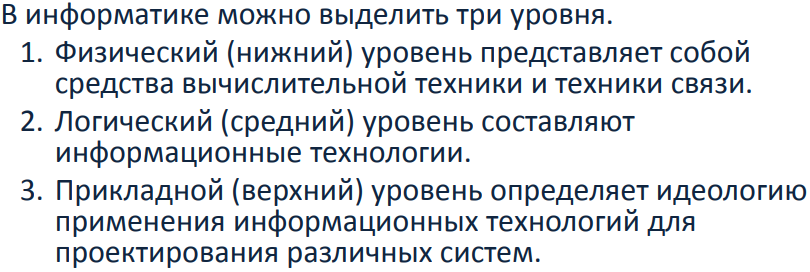 В информатике можно выделить три уровня.
1. Физический (нижний) уровень представляет собой
средства вычислительной техники и техники связи.
2. Логический (средний) уровень составляют
информационные технологии.
3. Прикладной (верхний) уровень определяет идеологию
применения информационных технологий для
проектирования различных систем.